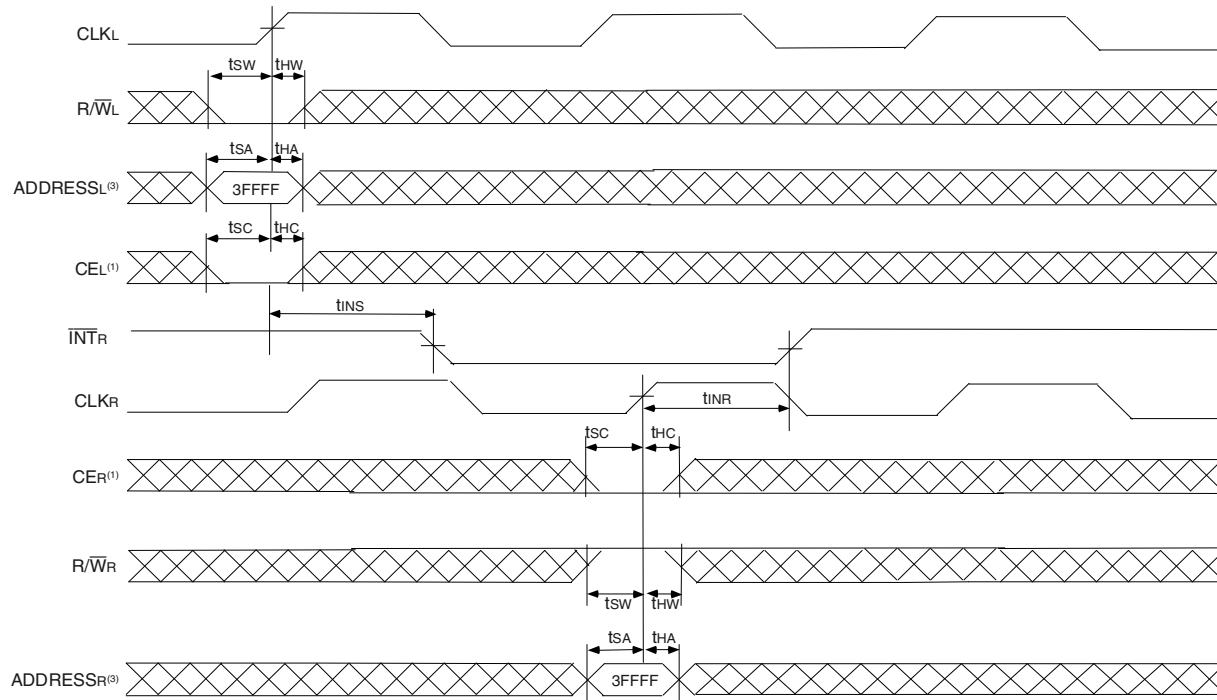 CLKL
tSW tHW
R/W̅L
tSA tHA
ADDRESSL(3) 3FFFF
tSC tHC
CEL(1)
tINS
I̅N̅T̅R
CLKR
tINR
tSC tHC
CER(1)
R/W̅R
tSW tHW
tSA tHA
ADDRESSR(3) 3FFFF